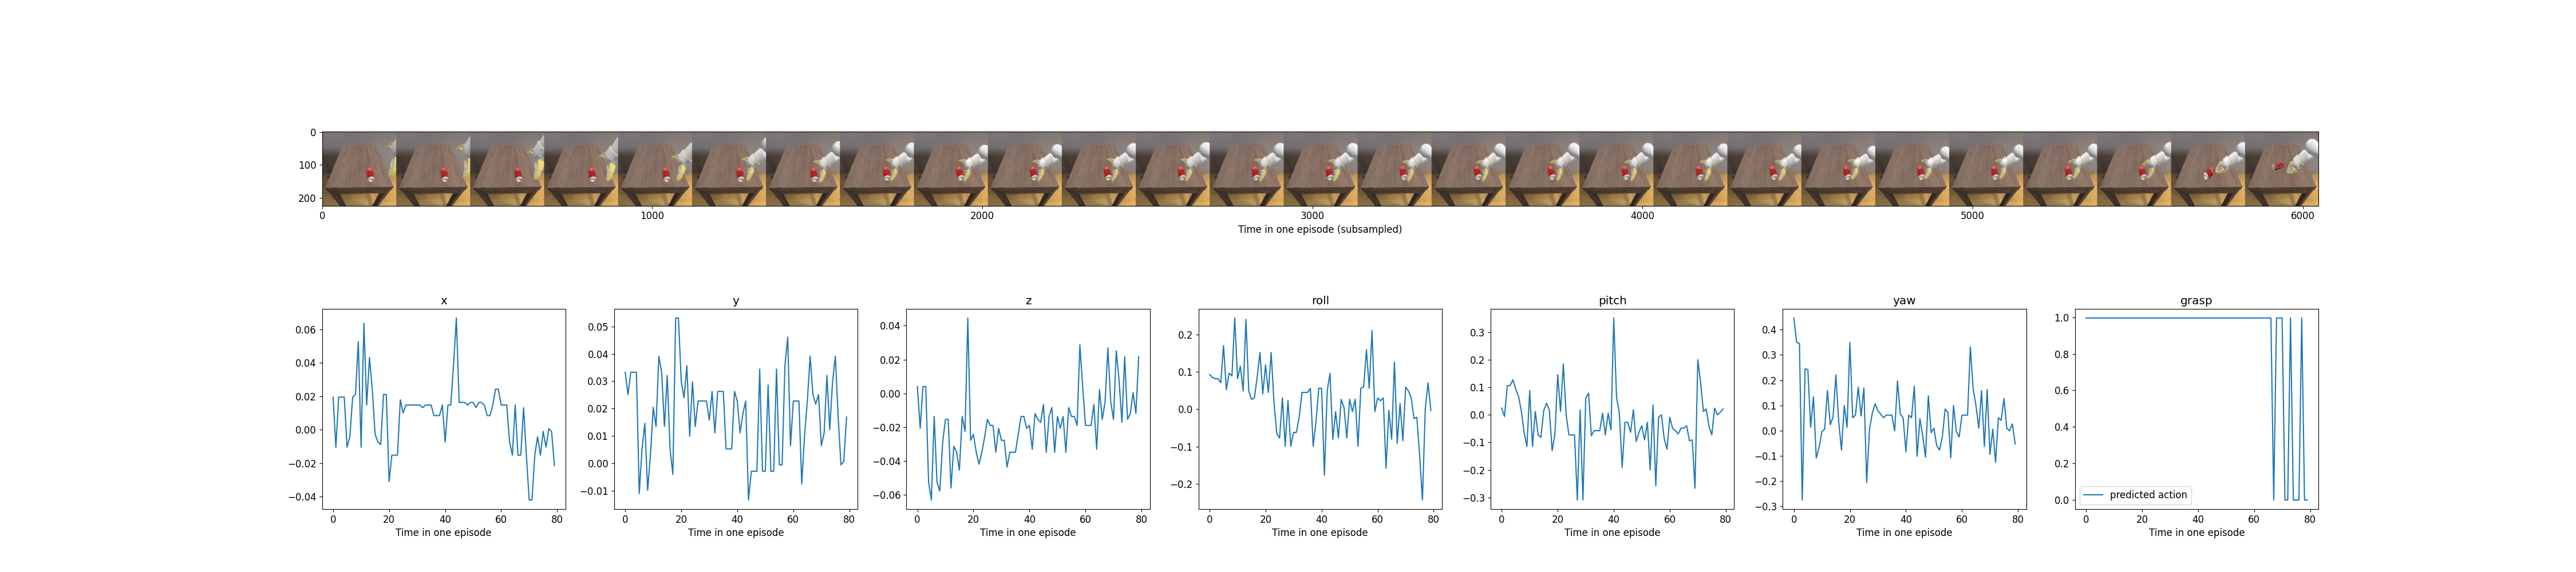 0
100
200
0 1000 2000 3000 4000 5000 6000
Time in one episode (subsampled)
x
0.06
0.04
0.02
0.00
−0.02
−0.04
0 20 40 60 80
Time in one episode
y
0.05
0.04
0.03
0.02
0.01
0.00
−0.01
0 20 40 60 80
Time in one episode
z
0.04
0.02
0.00
−0.02
−0.04
−0.06
0 20 40 60 80
Time in one episode
roll
0.2
0.1
0.0
−0.1
−0.2
0 20 40 60 80
Time in one episode
pitch
0.3
0.2
0.1
0.0
−0.1
−0.2
−0.3
0 20 40 60 80
Time in one episode
yaw
0.4
0.3
0.2
0.1
0.0
−0.1
−0.2
−0.3
0 20 40 60 80
Time in one episode
grasp
1.0
0.8
0.6
0.4
0.2
0.0
predicted action
0 20 40 60 80
Time in one episode